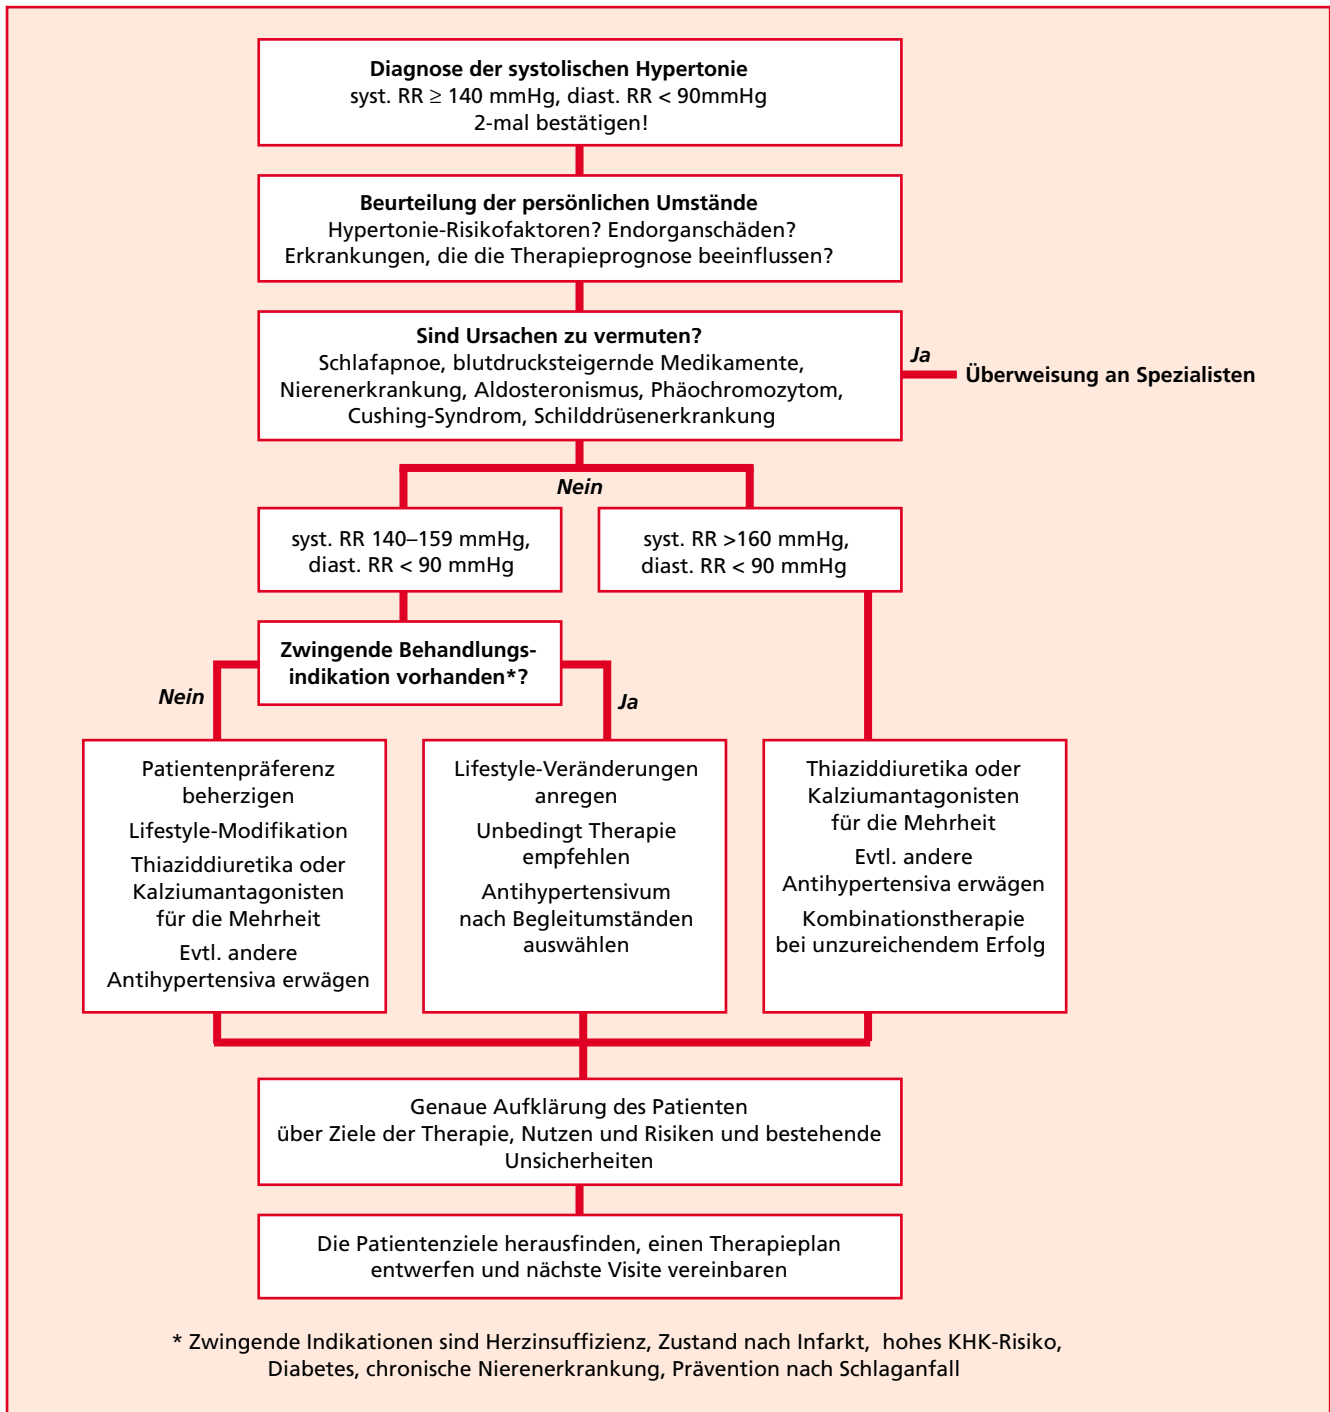 Diagnose der systolischen Hypertonie
syst. RR ≥ 140 mmHg, diast. RR < 90mmHg
2-mal bestätigen!
Beurteilung der persönlichen Umstände
Hypertonie-Risikofaktoren? Endorganschäden?
Erkrankungen, die die Therapieprognose beeinflussen?
Sind Ursachen zu vermuten?
Schlafapnoe, blutdrucksteigernde Medikamente,
Nierenerkrankung, Aldosteronismus, Phäochromozytom,
Cushing-Syndrom, Schilddrüsenerkrankung
Ja
Überweisung an Spezialisten
Nein
syst. RR 140–159 mmHg,
diast. RR < 90 mmHg
syst. RR >160 mmHg,
diast. RR < 90 mmHg
Zwingende Behandlungs-
indikation vorhanden*?
Nein
Ja
Patientenpräferenz
beherzigen
Lifestyle-Modifikation
Thiaziddiuretika oder
Kalziumantagonisten
für die Mehrheit
Evtl. andere
Antihypertensiva erwägen
Lifestyle-Veränderungen
anregen
Unbedingt Therapie
empfehlen
Antihypertensivum
nach Begleitumständen
auswählen
Thiaziddiuretika oder
Kalziumantagonisten
für die Mehrheit
Evtl. andere
Antihypertensiva erwägen
Kombinationstherapie
bei unzureichendem Erfolg
Genaue Aufklärung des Patienten
über Ziele der Therapie, Nutzen und Risiken und bestehende
Unsicherheiten
Die Patientenziele herausfinden, einen Therapieplan
entwerfen und nächste Visite vereinbaren
* Zwingende Indikationen sind Herzinsuffizienz, Zustand nach Infarkt, hohes KHK-Risiko,
Diabetes, chronische Nierenerkrankung, Prävention nach Schlaganfall